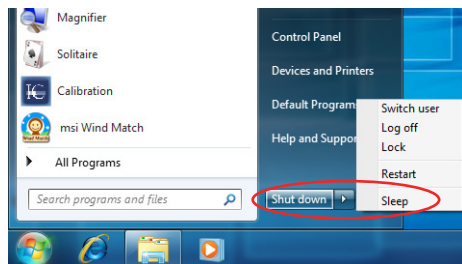 Magnifier
Solitaire
Calibration
msi Wind Match
All Programs
Search programs and files
Control Panel
Devices and Printers
Default Program
Help and Suppor
Shut down
Switch user
Log off
Lock
Restart
Sleep